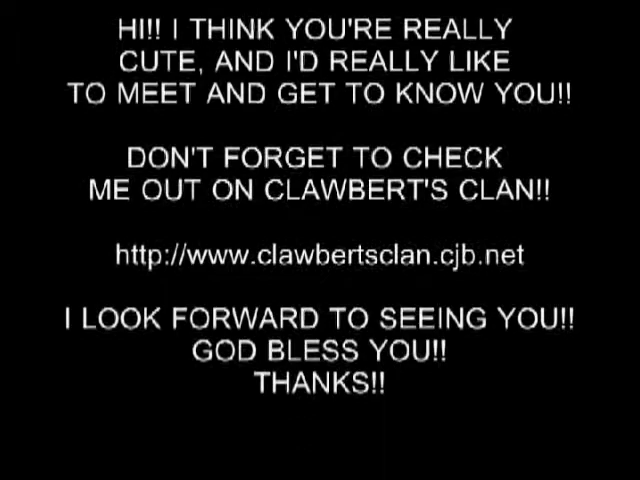 HI!! I THINK YOU'RE REALLY
CUTE, AND I'D REALLY LIKE
TO MEET AND GET TO KNOW YOU!!
DON'T FORGET TO CHECK
ME OUT ON CLAWBERT'S CLAN!!
http://www.clawbertsclan.cjb.net
I LOOK FORWARD TO SEEING YOU!!
GOD BLESS YOU!!
THANKS!!